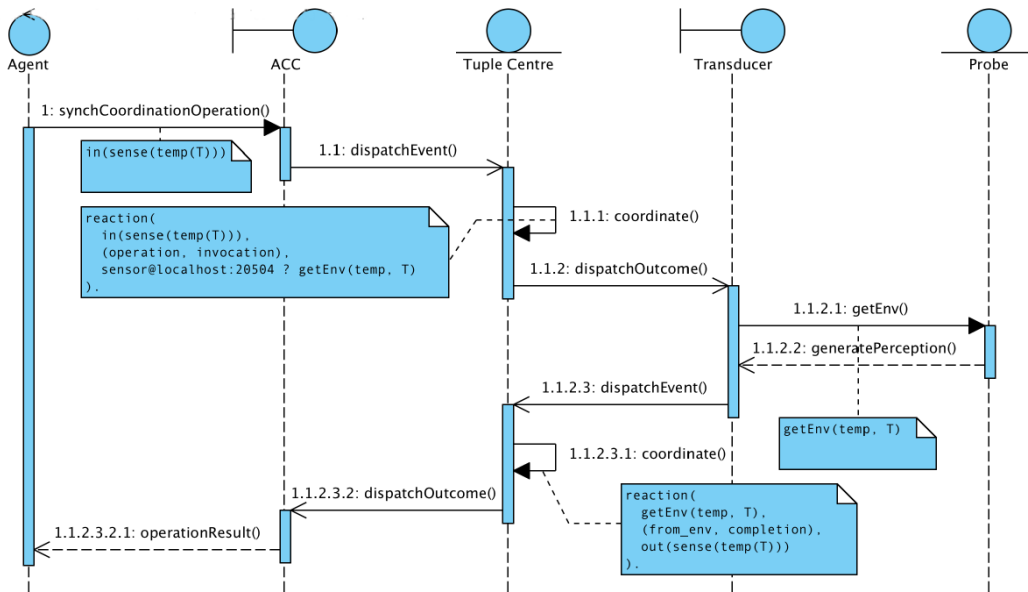 Agent
ACC
Tuple Centre
Transducer
Probe
1: synchCoordinationOperation()
in(sense(temp(T)))
1.1: dispatchEvent()
reaction(
in(sense(temp(T))),
(operation, invocation),
sensor@localhost:20504 ? getEnv(temp, T)
).
1.1.1: coordinate()
1.1.2: dispatchOutcome()
1.1.2.1: getEnv()
1.1.2.2: generatePerception()
getEnv(temp, T)
1.1.2.3: dispatchEvent()
1.1.2.3.1: coordinate()
reaction(
getEnv(temp, T),
(from_env, completion),
out(sense(temp(T)))
).
1.1.2.3.2: dispatchOutcome()
1.1.2.3.2.1: operationResult()